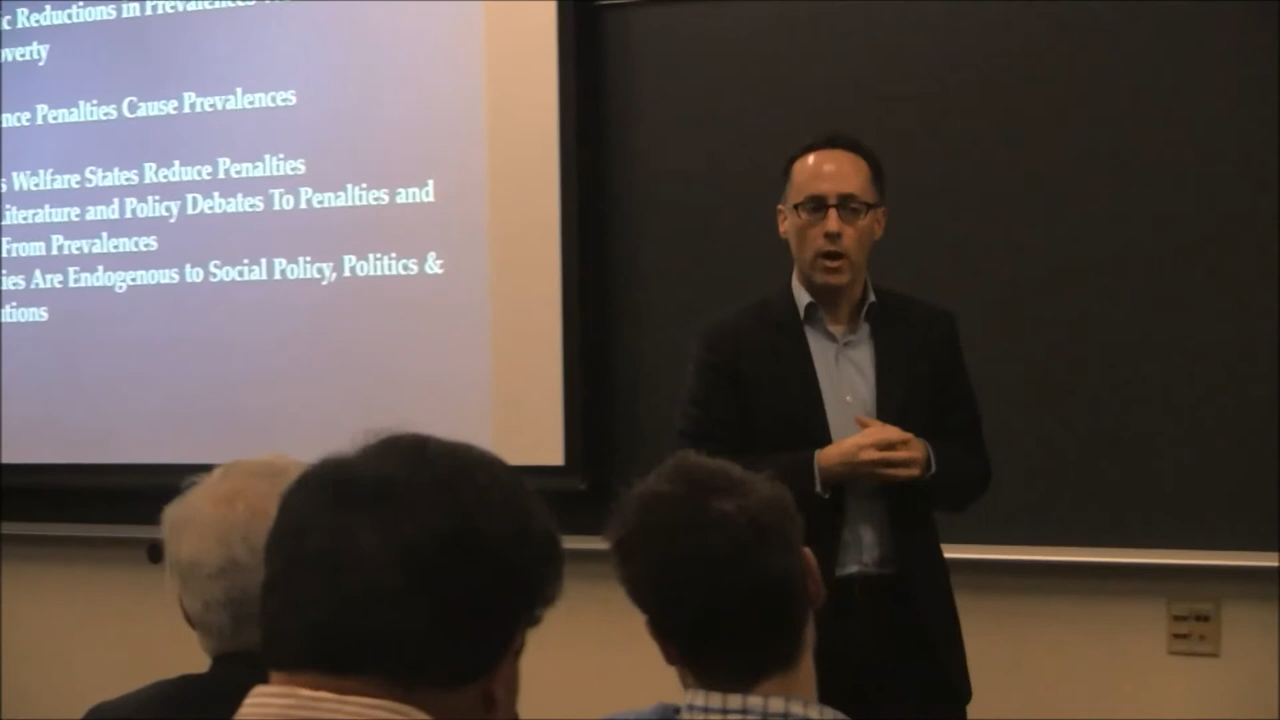 c Reductions in Prevalences
overty
nce Penalties Cause Prevalences
s Welfare States Reduce Penalties
Literature and Policy Debates To Penalties and
From Prevalences
ies Are Endogenous to Social Policy, Politics &
tions